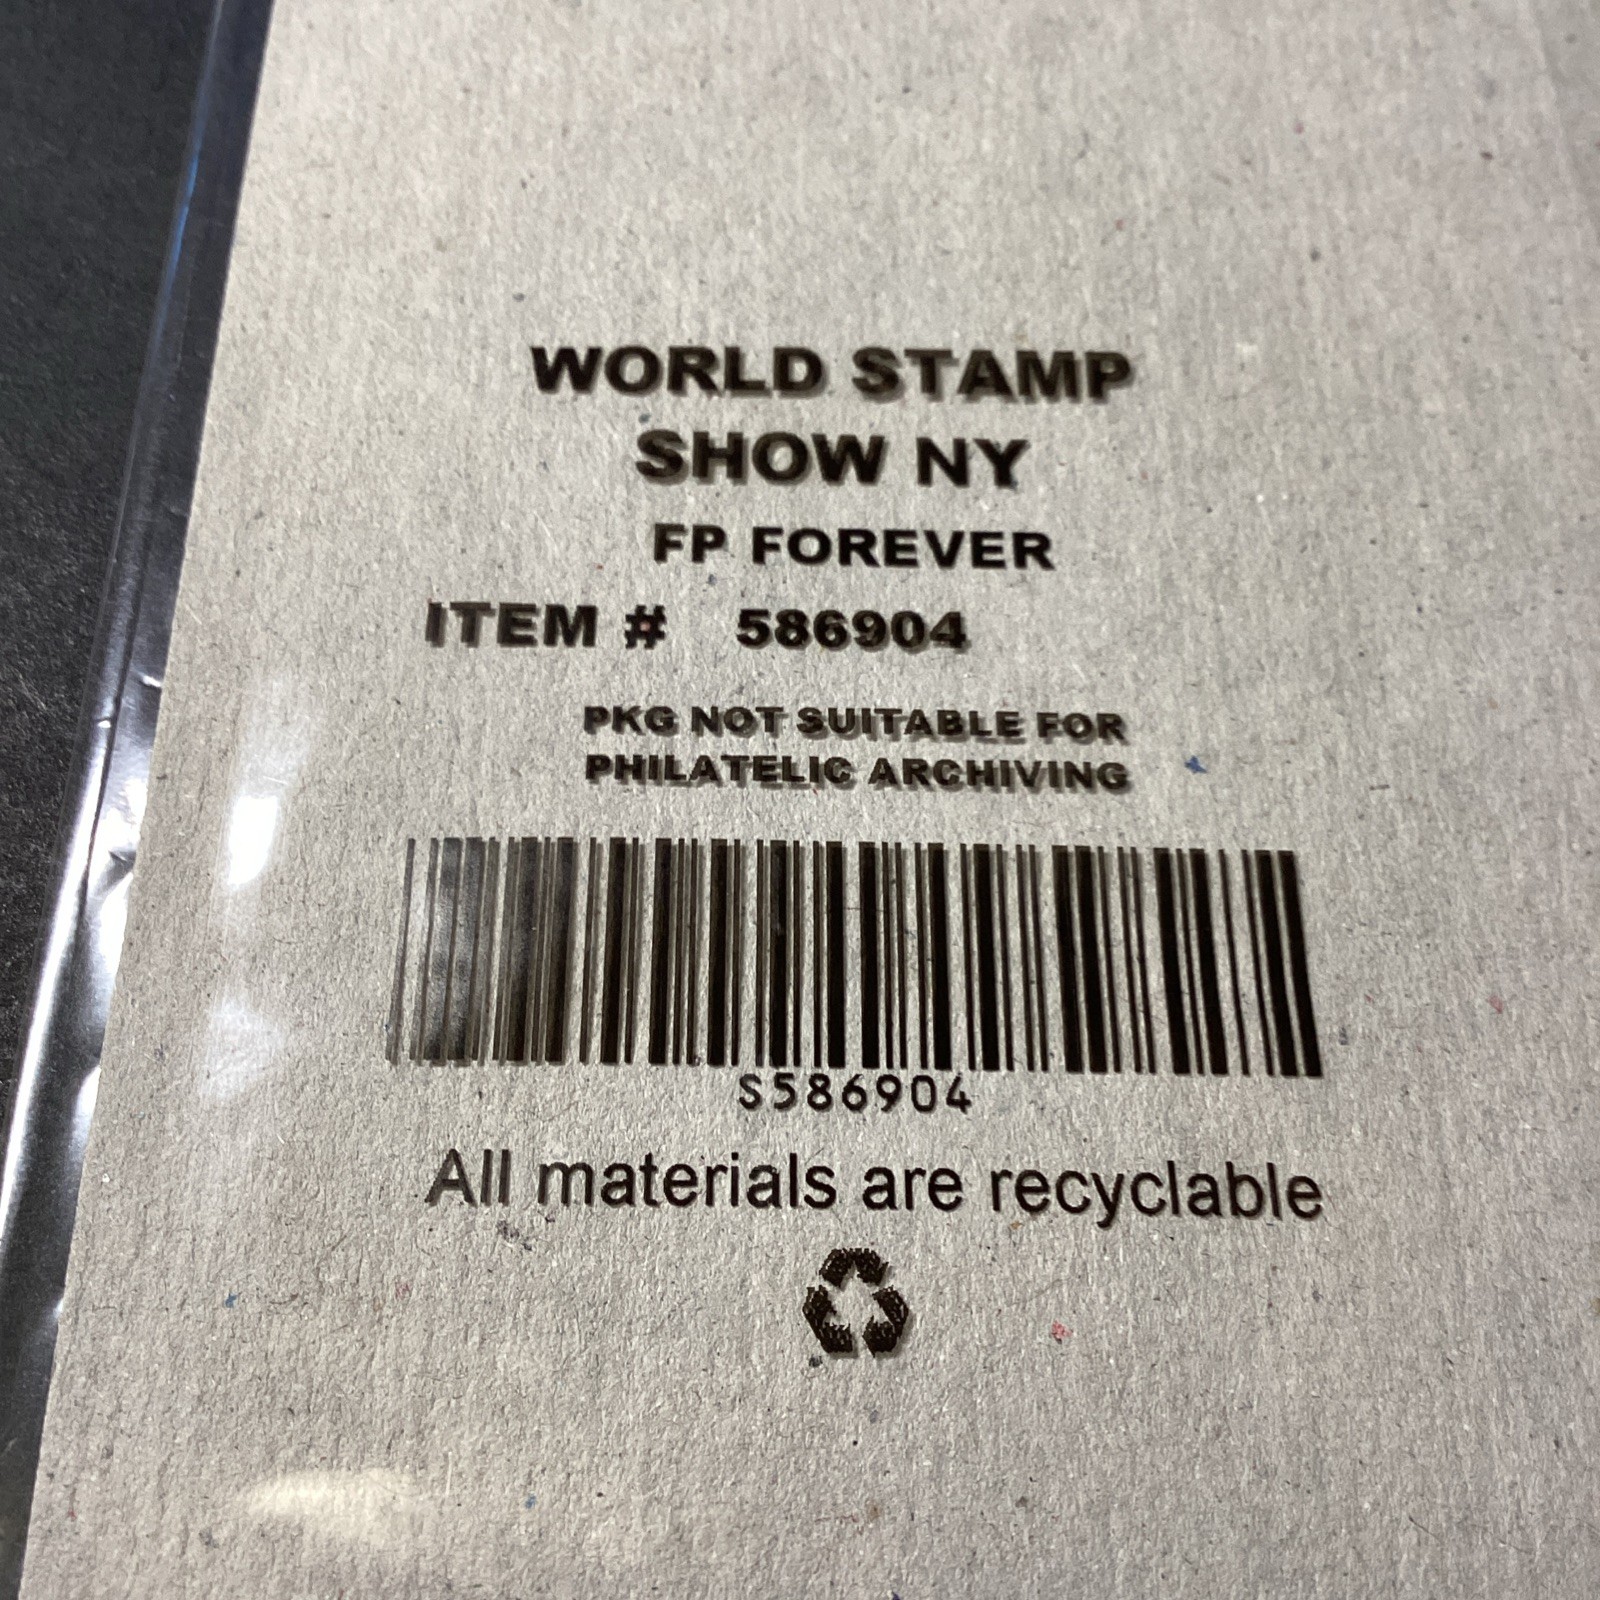 WORLD STAMP
SHOW NY
FP FOREVER
ITEM # 586904
PKG NOT SUITABLE FOR
PHILATELIC ARCHIVING
S586904
All materials are recyclable